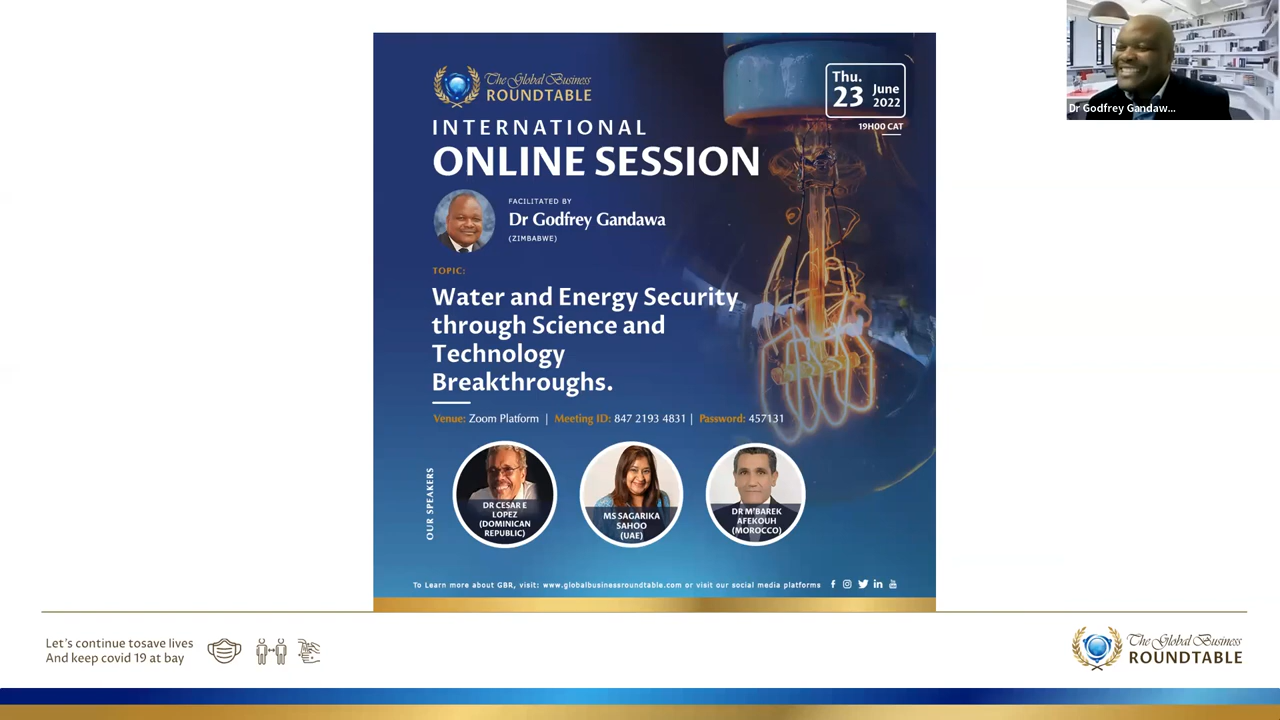 Dr Godfrey Gandaw...
The Global Business
ROUNDTABLE
Thu.
23
June
2022
19H00 CAT
INTERNATIONAL
ONLINE SESSION
FACILITATED BY
Dr Godfrey Gandawa
(ZIMBABWE)
TOPIC:
Water and Energy Security
through Science and
Technology
Breakthroughs.
Venue: Zoom Platform | Meeting ID: 847 2193 4831 | Password: 457131
OUR SPEAKERS
DR CESAR E
LOPEZ
(DOMINICAN
REPUBLIC)
MS SAGARIKA
SAHOO
(UAE)
DR M'BAREK
AFEKOUH
(MOROCCO)
To Learn more about GBR, visit: www.globalbusinessroundtable.com or visit our social media platforms
Let's continue tosave lives
And keep covid 19 at bay
The Global Business
ROUNDTABLE